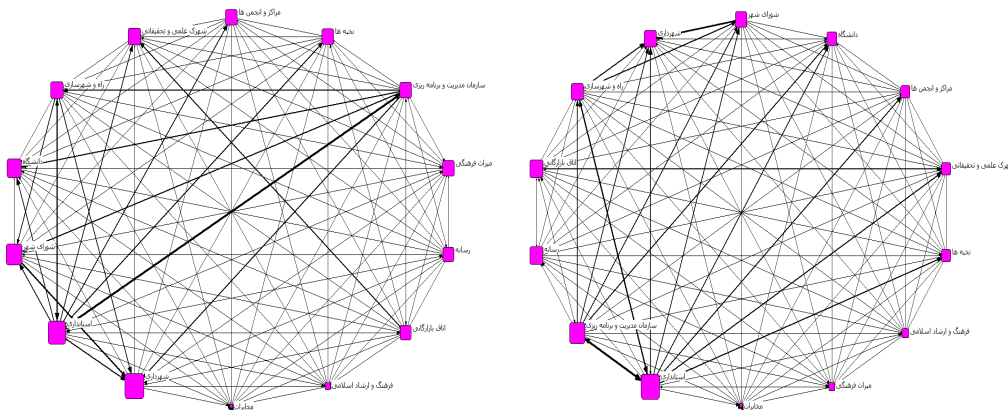 مراکز و انجمن ها
شهرک علمی و تحقیقاتی
نخبه ها
راه و شهرسازی
سازمان مدیریت و برنامه ریزی
دانشگاه
میراث فرهنگی
شورای شهر
رسانه
استانداری
اتاق بازارگانی
شهرداری
فرهنگ و ارشاد اسلامی
مخابرات
شورای شهر
شهرداری
دانشگاه
راه و شهرسازی
مراکز و انجمن ها
اتاق بازارگانی
شهرک علمی و تحقیقاتی
رسانه
نخبه ها
سازمان مدیریت و برنامه ریزی
فرهنگ و ارشاد اسلامی
استانداری
میراث فرهنگی
مخابرات